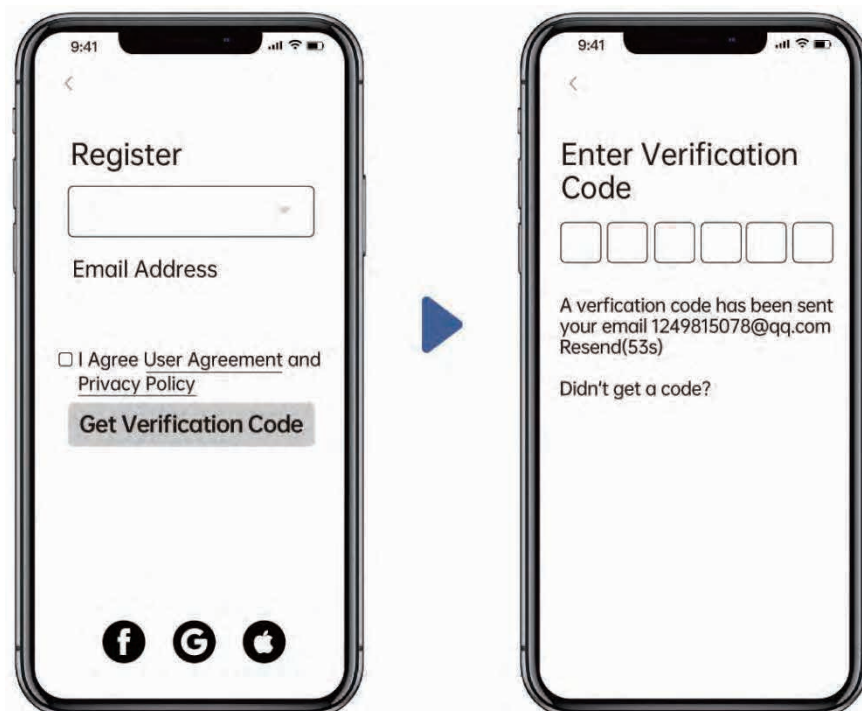 9:41
Register
Email Address
I Agree User Agreement and
Privacy Policy
Get Verification Code
9:41
Enter Verification
Code
A verfication code has been sent
your email 1249815078@qq.com
Resend(53s)
Didn't get a code?